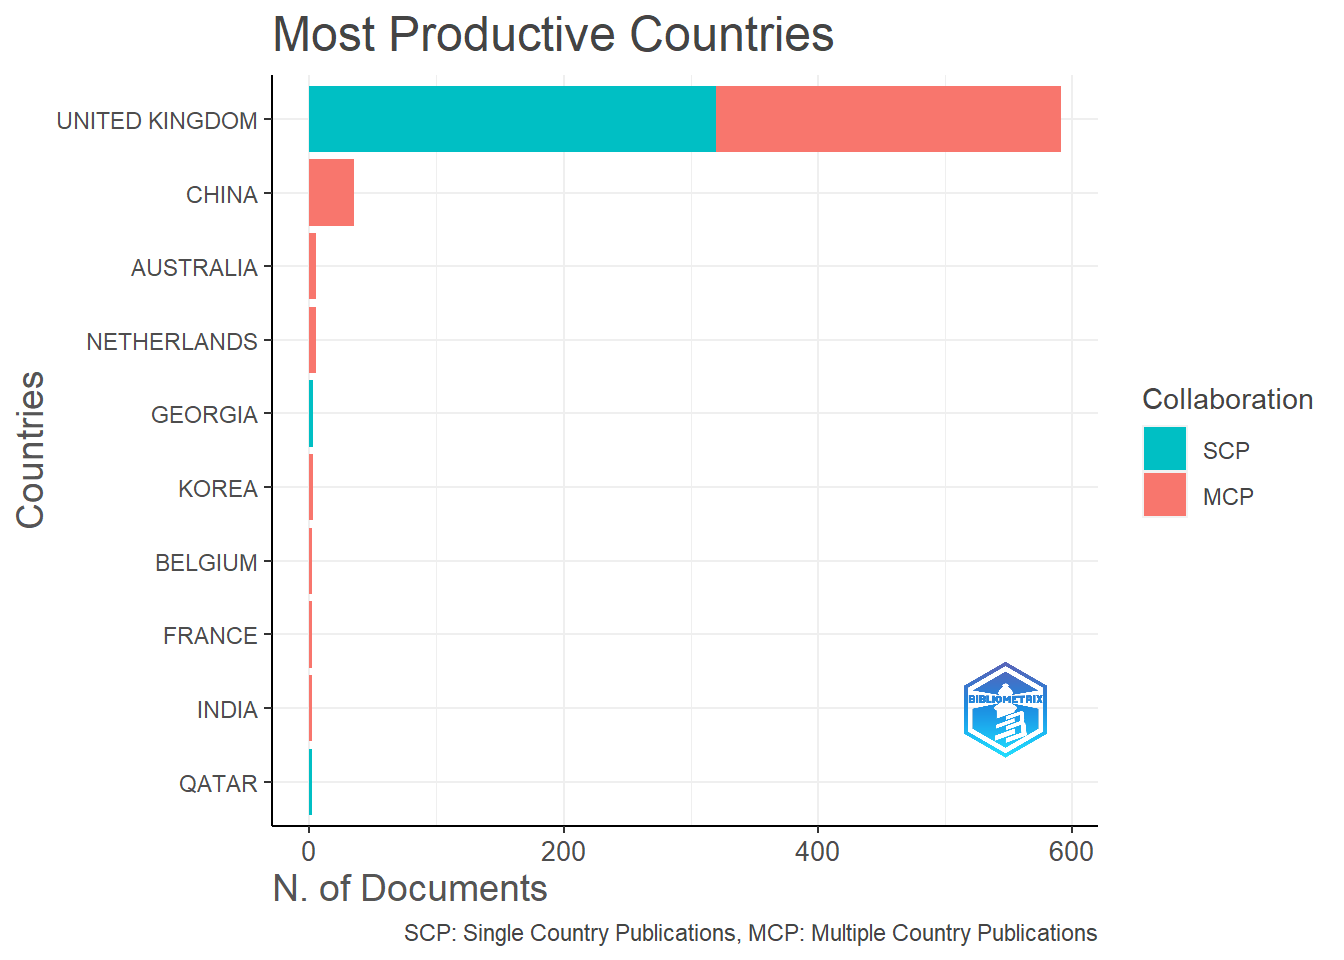 Most Productive Countries
UNITED KINGDOM
CHINA
AUSTRALIA
NETHERLANDS
GEORGIA
KOREA
BELGIUM
FRANCE
INDIA
QATAR
Countries
0 200 400 600
N. of Documents
SCP: Single Country Publications, MCP: Multiple Country Publications
Collaboration
SCP
MCP
BIBLIOMETRIX